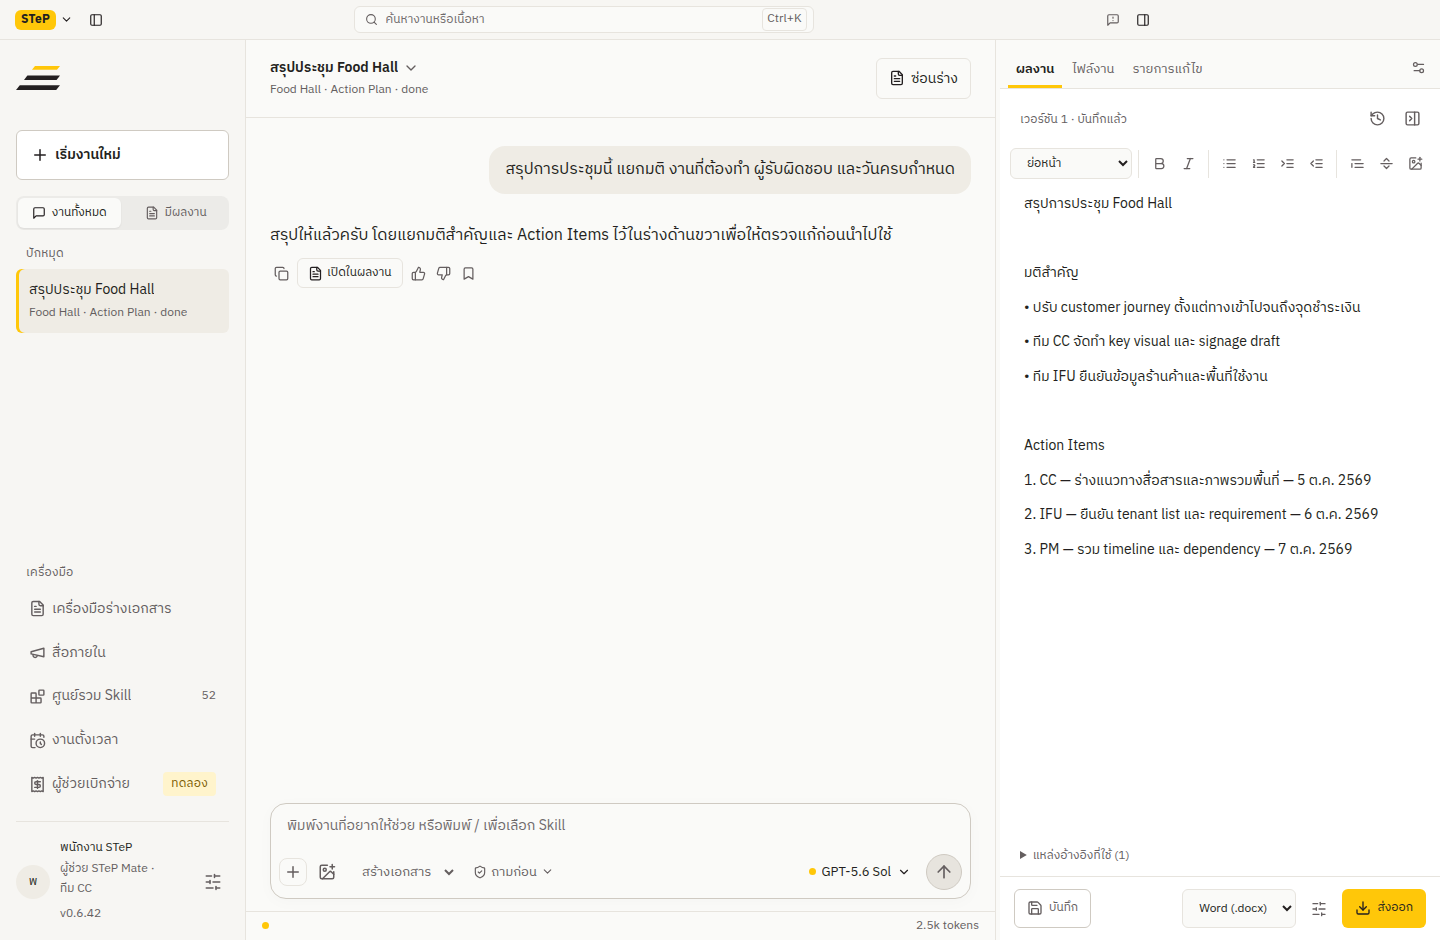 STeP
ค้นหางานหรือเนื้อหา
Ctrl+K
เริ่มงานใหม่
งานทั้งหมด
มีผลงาน
ปักหมุด
สรุปประชุม Food Hall
Food Hall · Action Plan · done
เครื่องมือ
เครื่องมือร่างเอกสาร
สื่อภายใน
ศูนย์รวม Skill
52
งานตั้งเวลา
ผู้ช่วยเบิกจ่าย
ทดลอง
พ
พนักงาน STeP
ผู้ช่วย STeP Mate ·
ทีม CC
v0.6.42
สรุปประชุม Food Hall
Food Hall · Action Plan · done
ซ่อนร่าง
สรุปการประชุมนี้ แยกมติ งานที่ต้องทำ ผู้รับผิดชอบ และวันครบกำหนด
สรุปให้แล้วครับ โดยแยกมติสำคัญและ Action Items ไว้ในร่างด้านขวาเพื่อให้ตรวจแก้ก่อนนำไปใช้
เปิดในผลงาน
พิมพ์งานที่อยากให้ช่วย หรือพิมพ์ / เพื่อเลือก Skill
สร้างเอกสาร
ถามก่อน
GPT-5.6 Sol
2.5k tokens
ผลงาน
ไฟล์งาน
รายการแก้ไข
เวอร์ชัน 1 · บันทึกแล้ว
ย่อหน้า
สรุปการประชุม Food Hall
มติสำคัญ
• ปรับ customer journey ตั้งแต่ทางเข้าไปจนถึงจุดชำระเงิน
• ทีม CC จัดทำ key visual และ signage draft
• ทีม IFU ยืนยันข้อมูลร้านค้าและพื้นที่ใช้งาน
Action Items
1. CC — ร่างแนวทางสื่อสารและภาพรวมพื้นที่ — 5 ต.ค. 2569
2. IFU — ยืนยัน tenant list และ requirement — 6 ต.ค. 2569
3. PM — รวม timeline และ dependency — 7 ต.ค. 2569
แหล่งอ้างอิงที่ใช้ (1)
บันทึก
Word (.docx)
ส่งออก